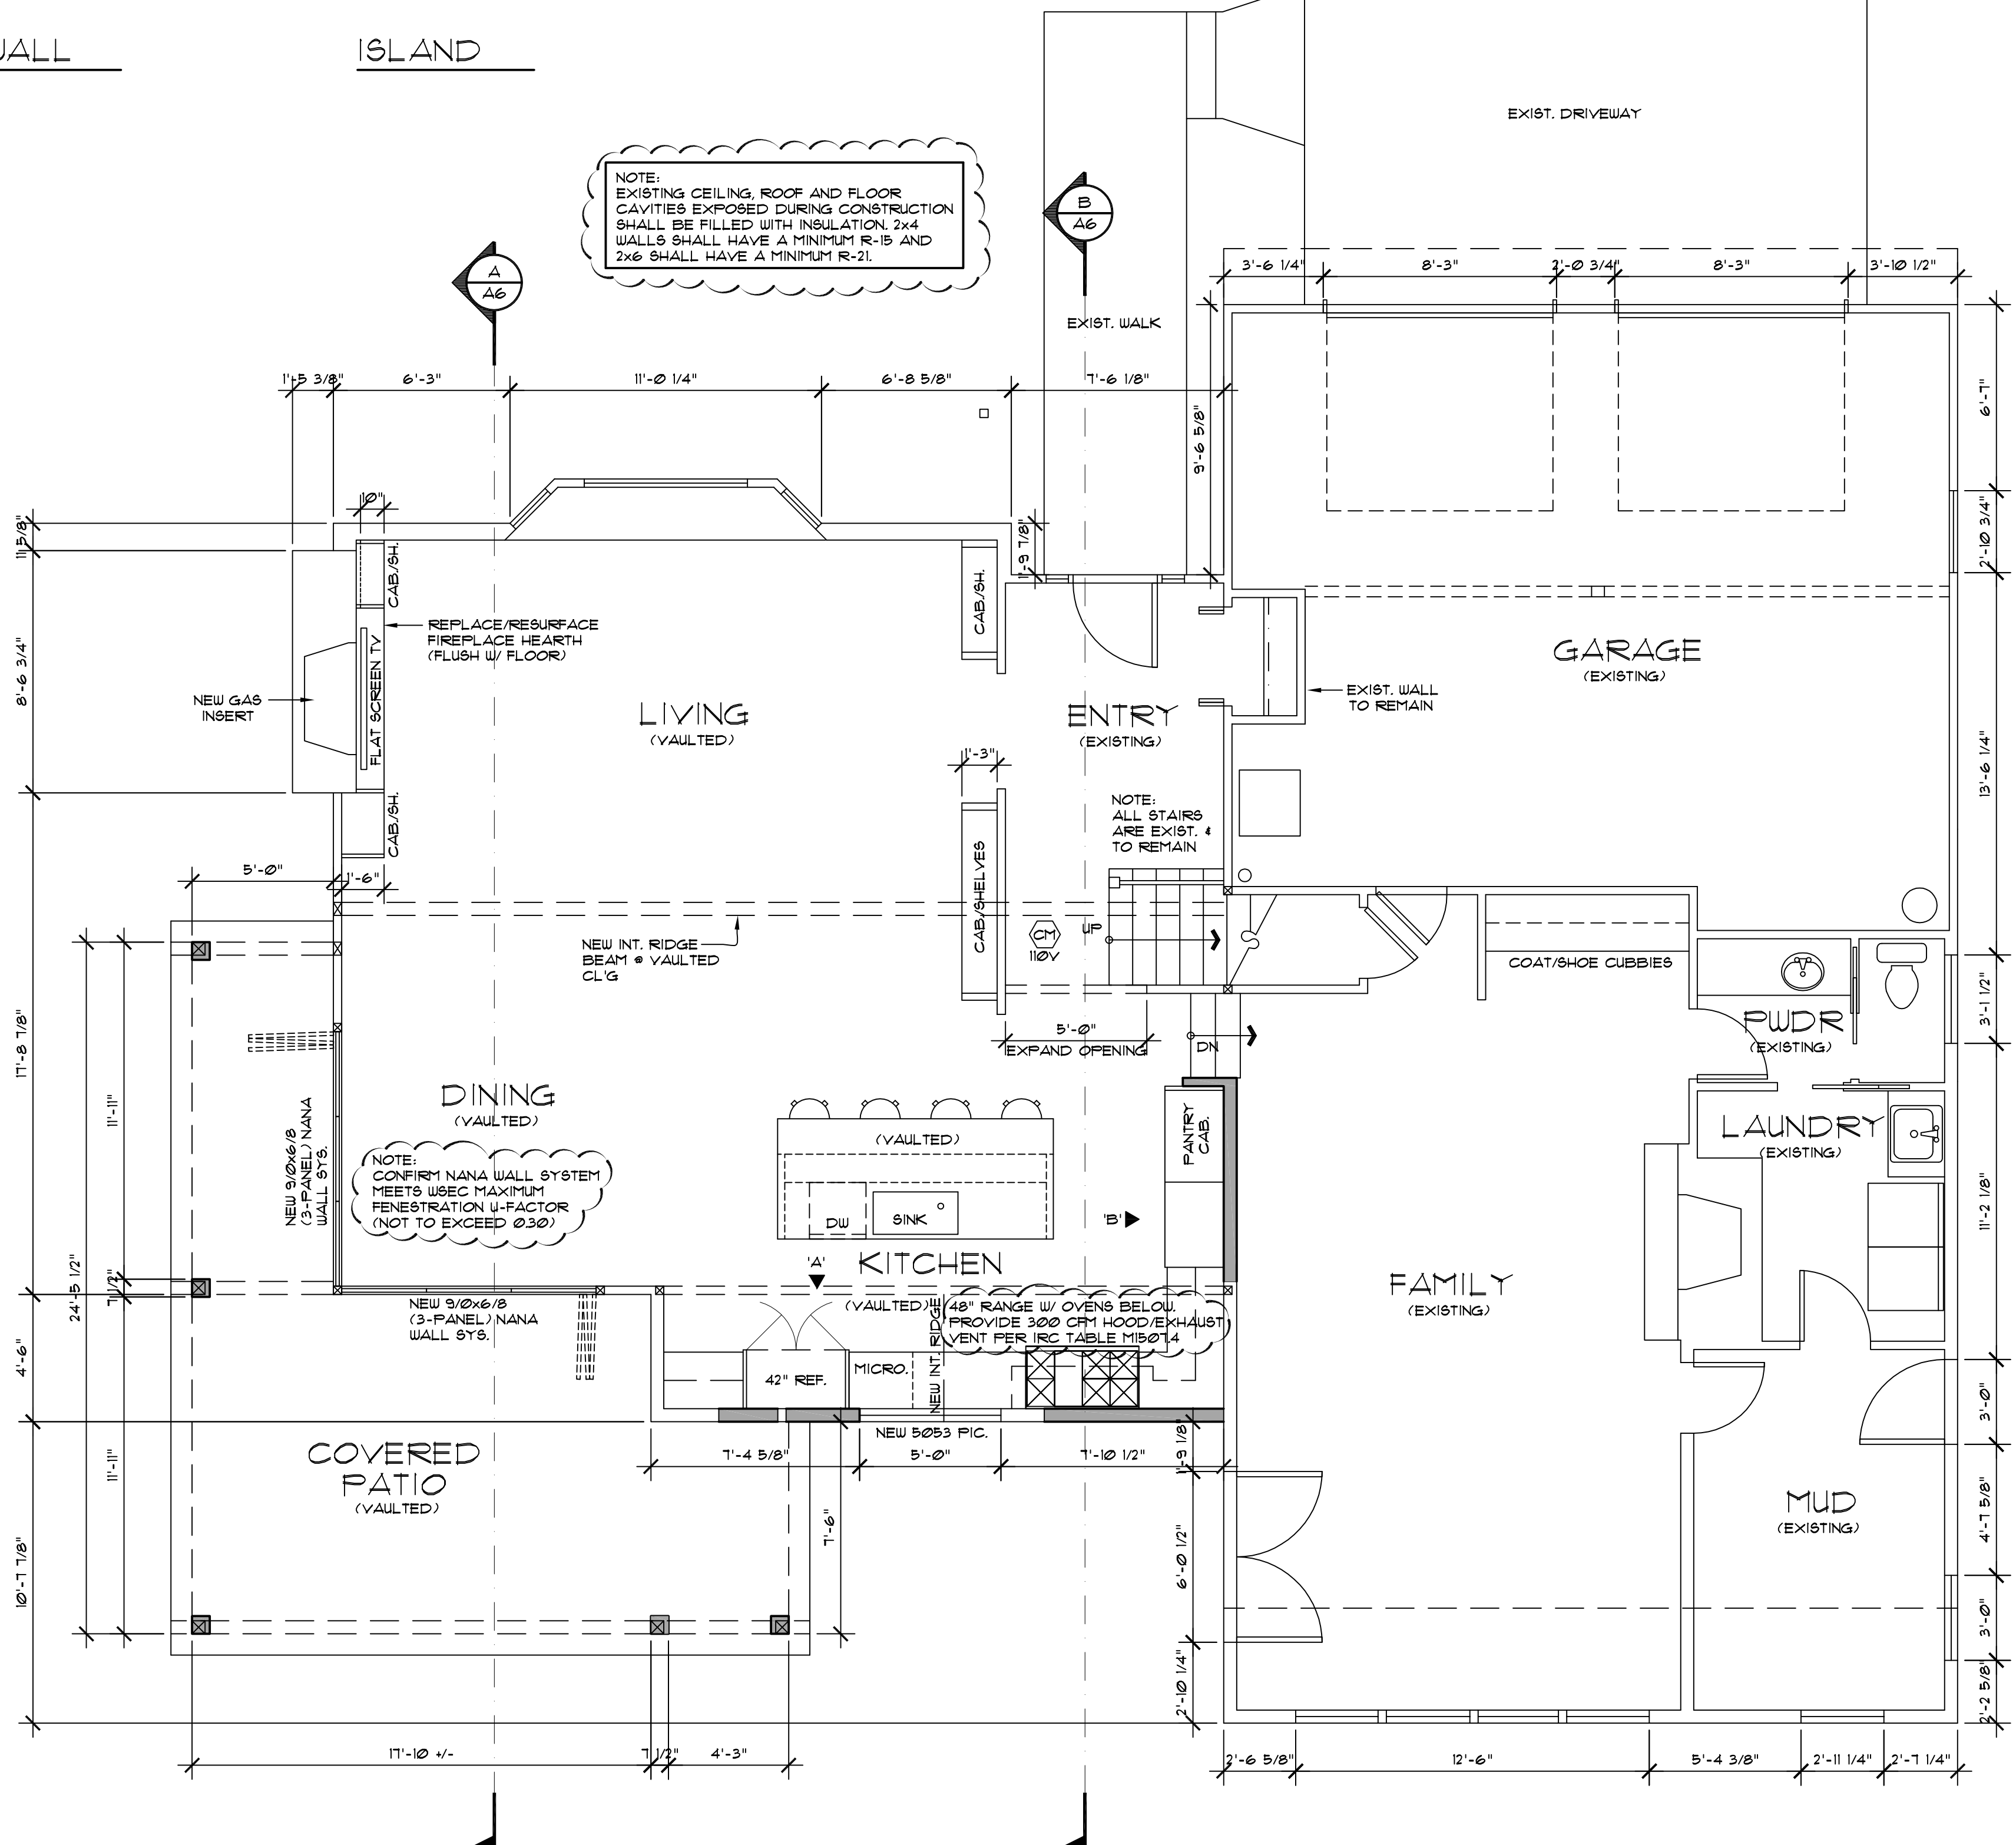 ISLAND
EXIST. DRIVEWAY
NOTE:
EXISTING CEILING, ROOF AND FLOOR
CAVITIES EXPOSED DURING CONSTRUCTION
SHALL BE FILLED WITH INSULATION. 2x4
WALLS SHALL HAVE A MINIMUM R-15 AND
2x6 SHALL HAVE A MINIMUM R-21.
B
A6
A
A6
EXIST. WALK
3'-6 1/4"
8'-3"
2'-0 3/4"
8'-3"
3'-10 1/2"
1'-5 3/8"
6'-3"
11'-0 1/4"
6'-8 5/8"
7'-6 1/8"
9'-6 5/8"
6'-7"
2'-10 3/4"
13'-6 1/4"
3'-1 1/2"
11'-2 1/8"
3'-0"
4'-7 5/8"
3'-0"
2'-2 5/8"
11 5/8"
8'-6 3/4"
17'-8 7/8"
4'-6"
10'-7 7/8"
10"
1'-9 7/8"
CAB./SH.
CAB./SH.
REPLACE/RESURFACE
FIREPLACE HEARTH
(FLUSH W/ FLOOR)
FLAT SCREEN TV
NEW GAS
INSERT
CAB./SH.
LIVING
(VAULTED)
ENTRY
(EXISTING)
GARAGE
(EXISTING)
EXIST. WALL
TO REMAIN
1'-3"
NOTE:
ALL STAIRS
ARE EXIST. &
TO REMAIN
5'-0"
1'-6"
CAB/SHELVES
NEW INT. RIDGE
BEAM @ VAULTED
CL'G
CM
110V
UP
COAT/SHOE CUBBIES
PWDR
(EXISTING)
5'-0"
EXPAND OPENING
DN
24'-5 1/2"
11'-11"
7 1/2"
11'-11"
DINING
(VAULTED)
NEW 9/0x6/8
(3-PANEL) NANA
WALL SYS.
NOTE:
CONFIRM NANA WALL SYSTEM
MEETS WSEC MAXIMUM
FENESTRATION U-FACTOR
(NOT TO EXCEED 0.30)
(VAULTED)
DW
SINK
PANTRY
CAB.
'B'
LAUNDRY
(EXISTING)
'A'
KITCHEN
(VAULTED)
NEW INT. RIDGE
48" RANGE W/ OVENS BELOW.
PROVIDE 300 CFM HOOD/EXHAUST
VENT PER IRC TABLE M1507.4
FAMILY
(EXISTING)
NEW 9/0x6/8
(3-PANEL) NANA
WALL SYS.
42" REF.
MICRO.
NEW 5053 PIC.
7'-4 5/8"
5'-0"
7'-10 1/2"
1'-9 1/8"
COVERED
PATIO
(VAULTED)
7'-6"
6'-0 1/2"
2'-10 1/4"
MUD
(EXISTING)
17'-10 +/-
7 1/2"
4'-3"
2'-6 5/8"
12'-6"
5'-4 3/8"
2'-11 1/4"
2'-7 1/4"